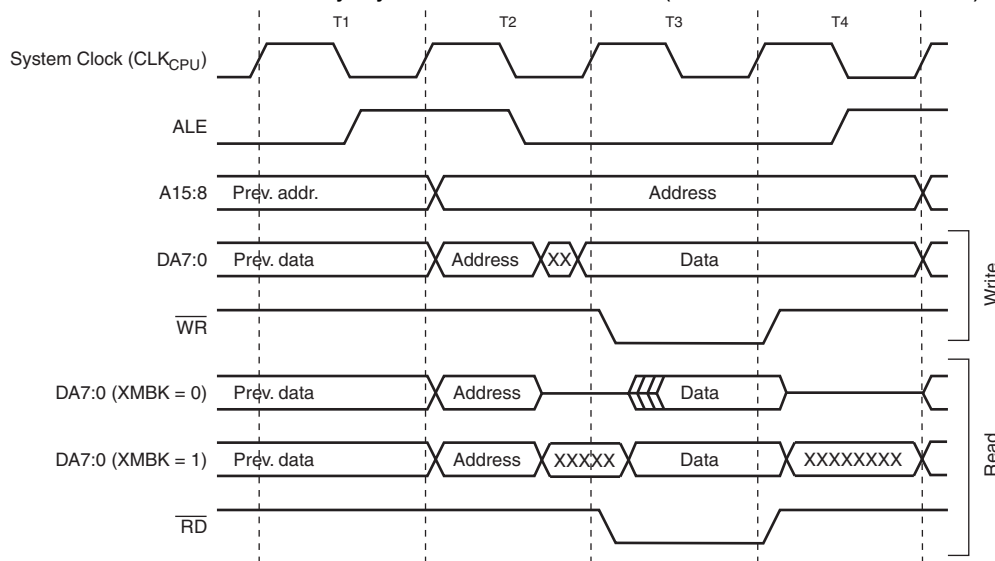 T1 T2 T3 T4
System Clock (CLKCPU)
ALE
A15:8 Prev. addr. Address
DA7:0 Prev. data Address XX Data
WR
Write
DA7:0 (XMBK = 0) Prev. data Address Data
DA7:0 (XMBK = 1) Prev. data Address XXXXX Data XXXXXXXX
RD
Read